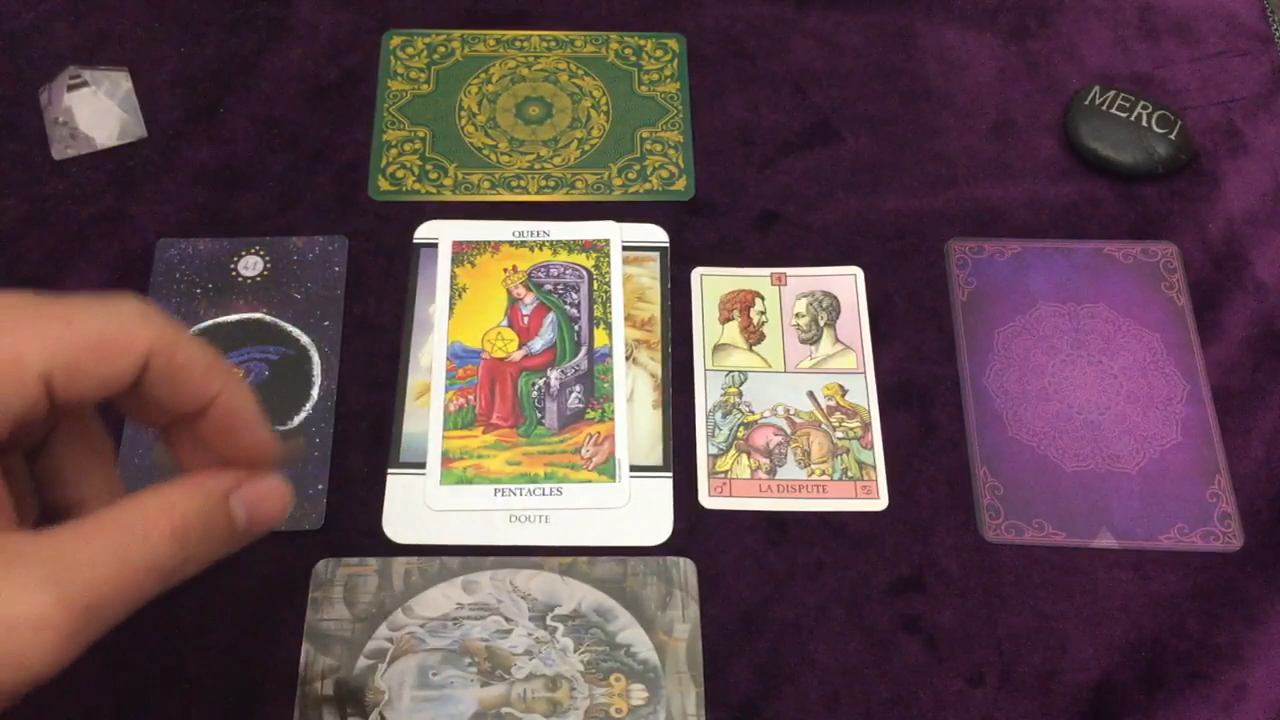 MERCI
41
QUEEN
PENTACLES
DOUTE
4
LA DISPUTE